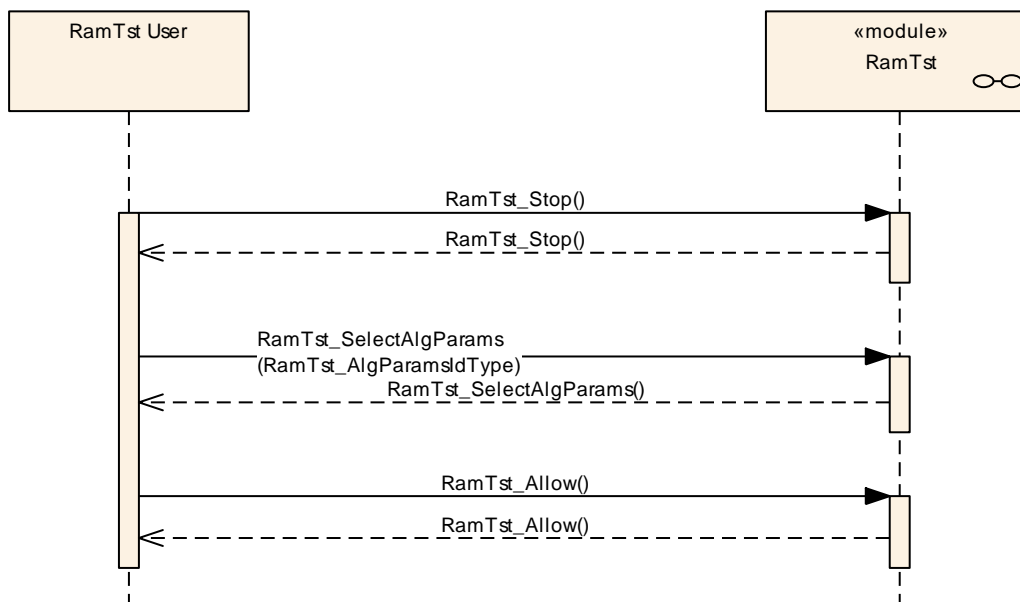 RamTst User
«module»
RamTst
RamTst_Stop()
RamTst_Stop()
RamTst_SelectAlgParams
(RamTst_AlgParamsIdType)
RamTst_SelectAlgParams()
RamTst_Allow()
RamTst_Allow()